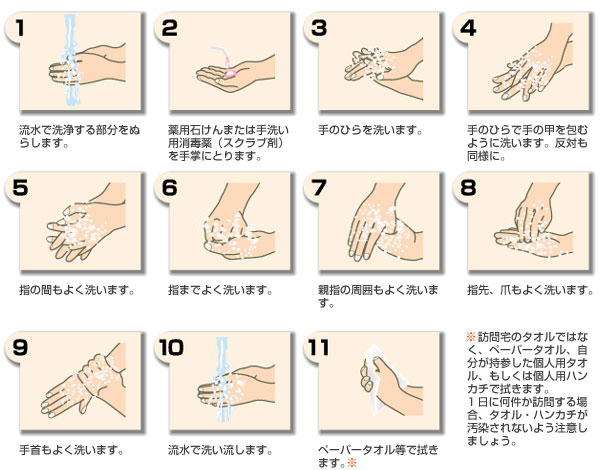 1
流水で洗浄する部分をぬ
らします。
2
薬用石けんまたは手洗い
用消毒薬（スクラブ剤）
を手掌にとります。
3
手のひらを洗います。
4
手のひらで手の甲を包む
ように洗います。反対も
同様に。
5
指の間もよく洗います。
6
指までよく洗います。
7
親指の周囲もよく洗いま
す。
8
指先、爪もよく洗います。
9
手首もよく洗います。
10
流水で洗い流します。
11
ペーパータオル等で拭き
ます。※
※訪問宅のタオルではな
く、ペーパータオル、自
分が持参した個人用タオ
ル、もしくは個人用ハン
カチで拭きます。
１日に何件か訪問する場
合、タオル・ハンカチが
汚染されないよう注意し
ましょう。